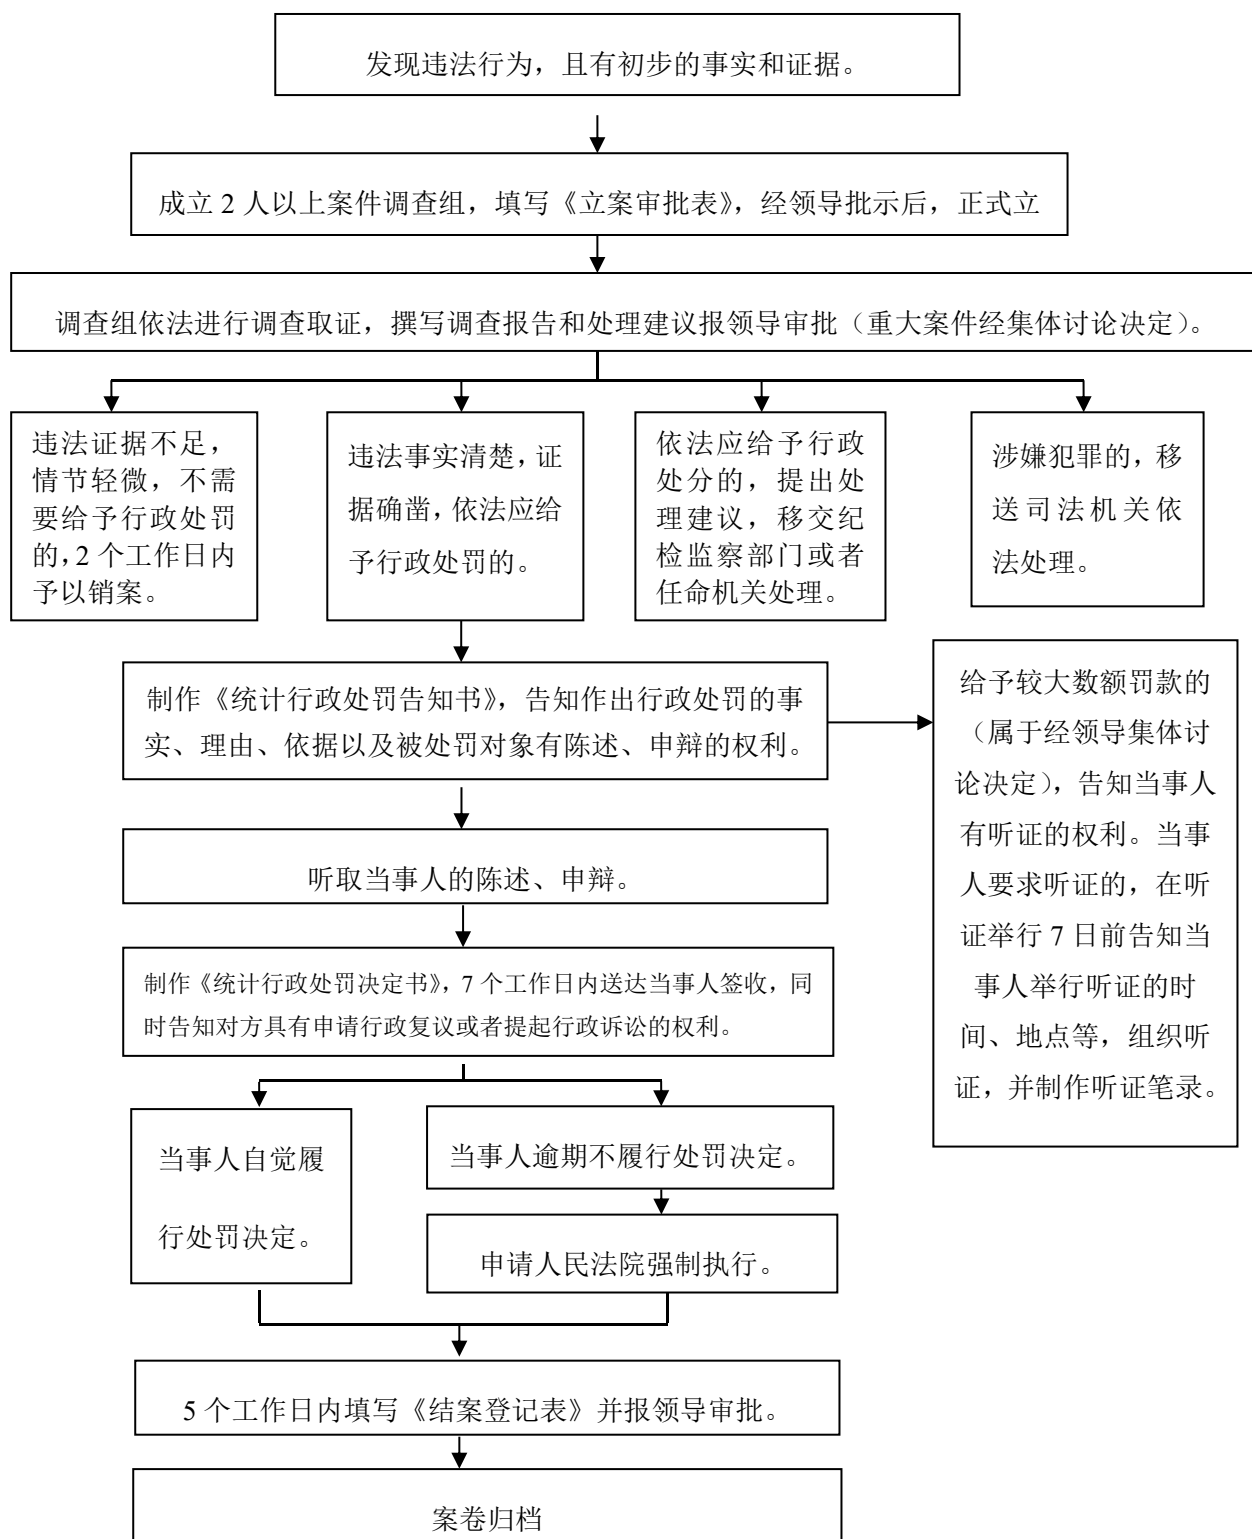 发现违法行为，且有初步的事实和证据。
成立 2 人以上案件调查组，填写《立案审批表》，经领导批示后，正式立
调查组依法进行调查取证，撰写调查报告和处理建议报领导审批（重大案件经集体讨论决定）。
违法证据不足，
情节轻微，不需
要给予行政处罚
的，2 个工作日内
予以销案。
违法事实清楚，证
据确凿，依法应给
予行政处罚的。
依法应给予行政
处分的，提出处
理建议，移交纪
检监察部门或者
任命机关处理。
涉嫌犯罪的，移
送司法机关依
法处理。
制作《统计行政处罚告知书》，告知作出行政处罚的事
实、理由、依据以及被处罚对象有陈述、申辩的权利。
给予较大数额罚款的
（属于经领导集体讨
论决定），告知当事人
有听证的权利。当事
人要求听证的，在听
证举行 7 日前告知当
事人举行听证的时
间、地点等，组织听
证，并制作听证笔录。
听取当事人的陈述、申辩。
制作《统计行政处罚决定书》，7 个工作日内送达当事人签收，同
时告知对方具有申请行政复议或者提起行政诉讼的权利。
当事人自觉履
行处罚决定。
当事人逾期不履行处罚决定。
申请人民法院强制执行。
5 个工作日内填写《结案登记表》并报领导审批。
案卷归档